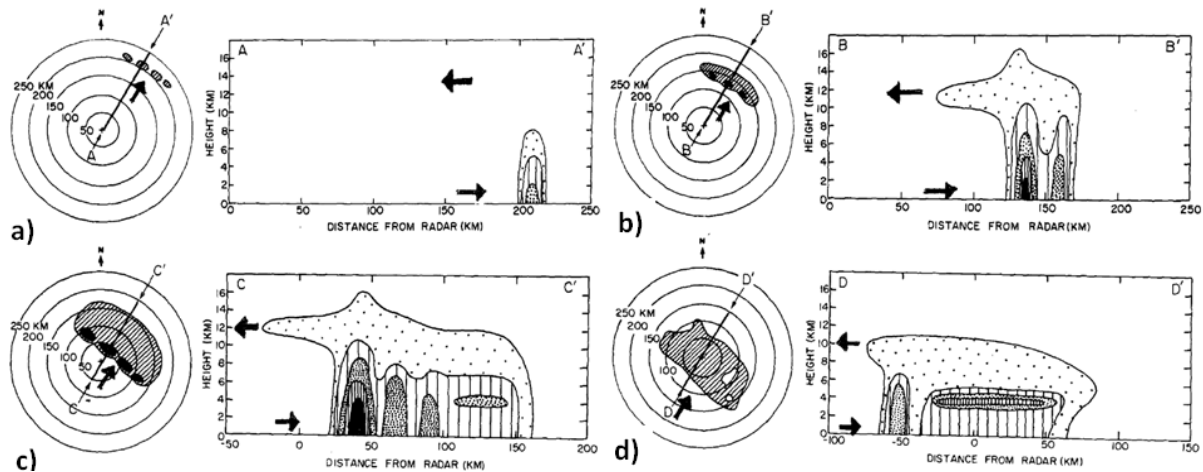 N
A'
250 KM
200
150
100
50
A
a)
A A'
HEIGHT (KM)
16
14
12
10
8
6
4
2
0
0 50 100 150 200 250
DISTANCE FROM RADAR (KM)
N
B'
250 KM
200
150
100
50
B
b)
B B'
HEIGHT (KM)
16
14
12
10
8
6
4
2
0
0 50 100 150 200 250
DISTANCE FROM RADAR (KM)
N
C'
250 KM
200
150
100
50
C
c)
C C'
HEIGHT (KM)
16
14
12
10
8
6
4
2
0
-50 0 50 100 150 200
DISTANCE FROM RADAR (KM)
N
D'
250 KM
200
150
100
D
d)
D D'
HEIGHT (KM)
16
14
12
10
8
6
4
2
0
-100 -50 0 50 100 150
DISTANCE FROM RADAR (KM)